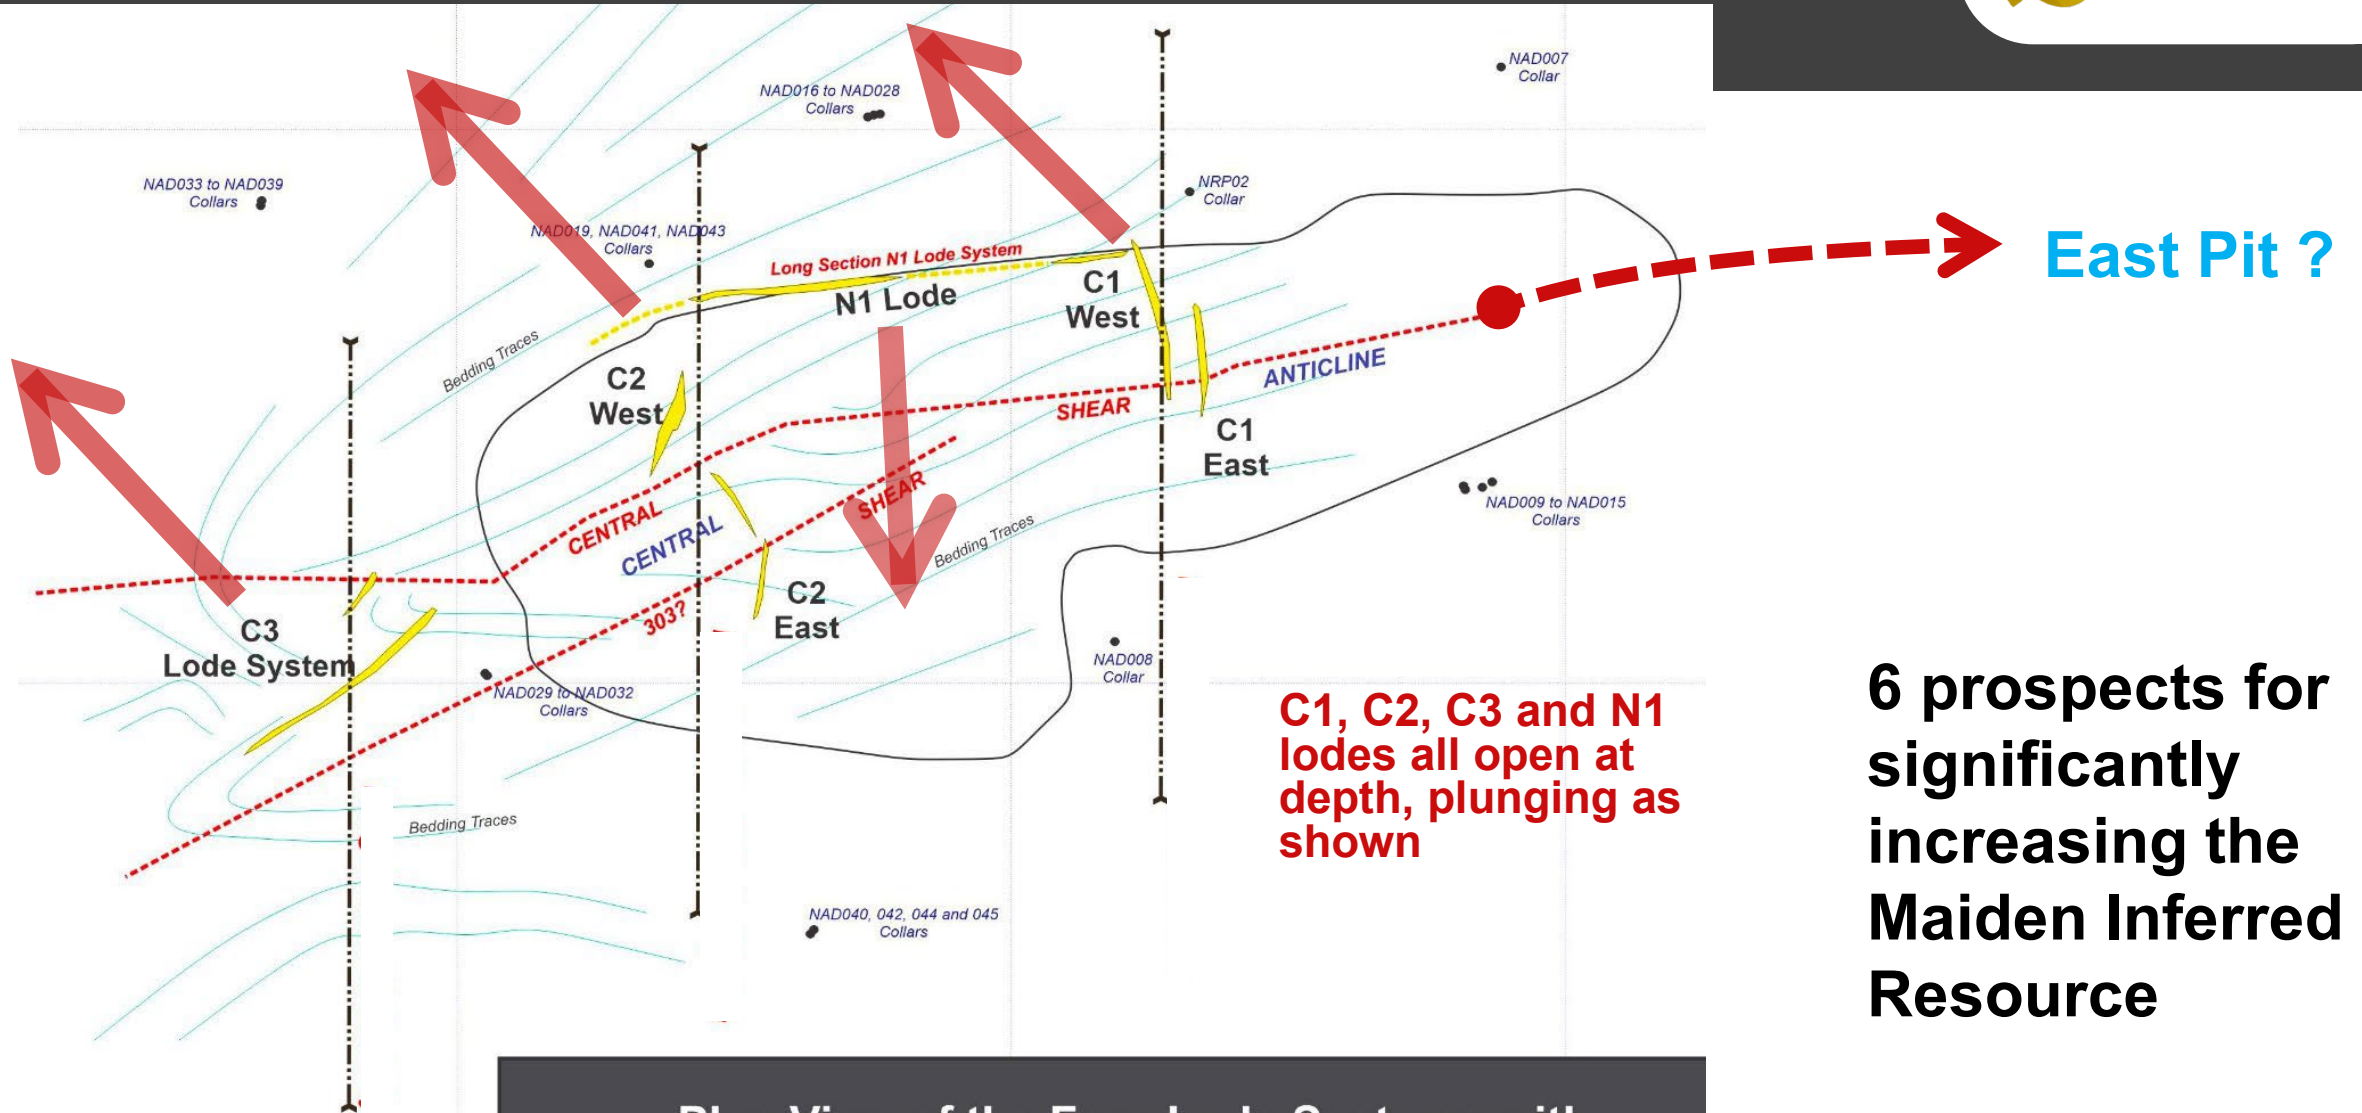 NAD007
Collar
NAD016 to NAD028
Collars
NAD033 to NAD039
Collars
NRP02
Collar
NAD019, NAD041, NAD043
Collars
East Pit ?
Long Section N1 Lode System
N1 Lode
C1
West
Bedding Traces
C2
West
ANTICLINE
SHEAR
C1
East
SHEAR
CENTRAL
CENTRAL
NAD009 to NAD015
Collars
Bedding Traces
C2
East
303?
C3
Lode System
NAD008
Collar
NAD029 to NAD032
Collars
C1, C2, C3 and N1
lodes all open at
depth, plunging as
shown
6 prospects for
significantly
increasing the
Maiden Inferred
Resource
Bedding Traces
NAD040, 042, 044 and 045
Collars